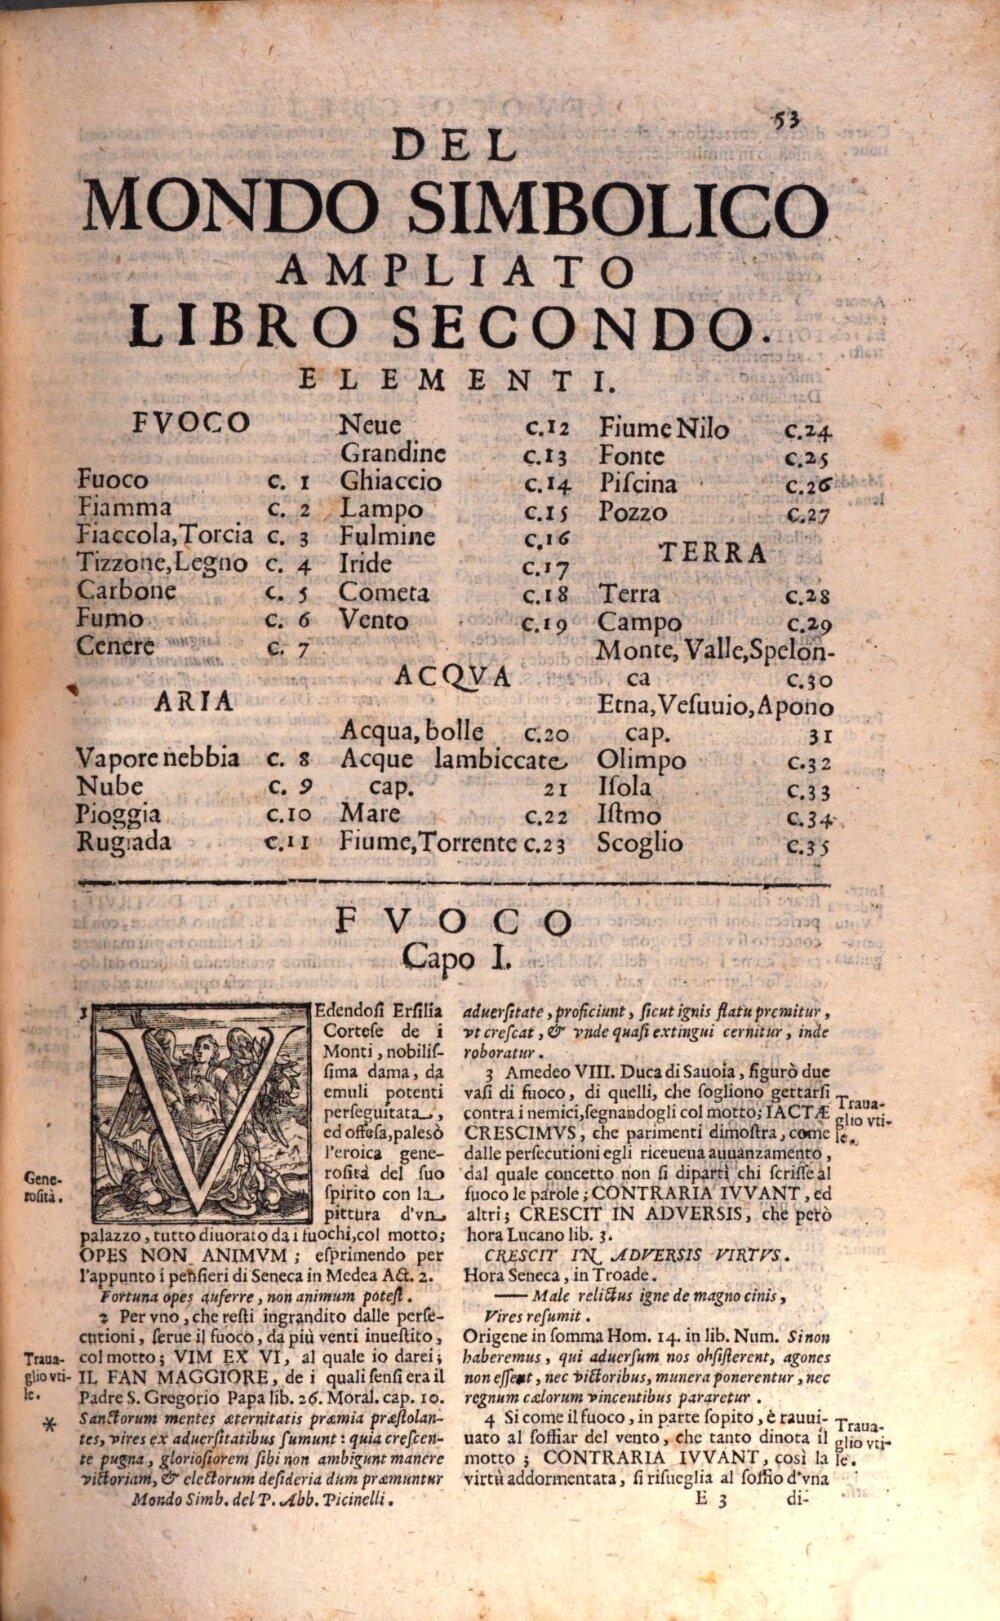 53
DEL
MONDO SIMBOLICO
AMPLIATO
LIBRO SECONDO.
ELEMENTI.
FVOCO
Fuoco c. 1
Fiamma c. 2
Fiaccola, Torcia c. 3
Tizzone, Legno c. 4
Carbone c. 5
Fumo c. 6
Cenere c. 7
ARIA
Vapore nebbia c. 8
Nube c. 9
Pioggia c.10
Rugiada c.11
Neue c.12
Grandine c.13
Ghiaccio c.14
Lampo c.15
Fulmine c.16
Iride c.17
Cometa c.18
Vento c.19
ACQVA
Acqua, bolle c.20
Acque lambiccate
cap. 21
Mare c.22
Fiume, Torrente c.23
Fiume Nilo c.24
Fonte c.25
Piſcina c.26
Pozzo c.27
TERRA
Terra c.28
Campo c.29
Monte, Valle, Spelon-
ca c.30
Etna, Veſuuio, Apono
cap. 31
Olimpo c.32
Iſola c.33
Iſtmo c.34
Scoglio c.35
FVOCO
Capo I.
1 VEdendoſi Erſilia
Corteſe de i
Monti, nobiliſ-
ſima dama, da
emuli potenti
perſeguitata,
ed offeſa, palesò
l'eroica gene-
roſità del ſuo
ſpirito con la
pittura d'vn
palazzo, tutto diuorato da i fuochi, col motto;
OPES NON ANIMVM; eſprimendo per
l'appunto i penſieri di Seneca in Medea Act. 2.
Fortuna opes auferre, non animum poteſt.
2 Per vno, che reſti ingrandito dalle perſe-
cutioni, ſerue il fuoco, da più venti inueſtito,
col motto; VIM EX VI, al quale io darei;
IL FAN MAGGIORE, de i quali ſenſi era il
Padre S. Gregorio Papa lib. 26. Moral. cap. 10.
Sanctorum mentes æternitatis præmia præſtolan-
tes, vires ex aduerſitatibus ſumunt: quia creſcen-
te pugna, glorioſiorem ſibi non ambigunt manere
victoriam, & electorum deſideria dum præmuntur
Mondo Simb. del P. Abb. Picinelli.
Gene-
roſità.
Traua-
glio vti-
le.
*
aduerſitate, proficiunt, ſicut ignis flatu premitur,
vt creſcat, & vnde quaſi extingui cernitur, inde
roboratur.
3 Amedeo VIII. Duca di Sauoia, figurò due
vaſi di fuoco, di quelli, che ſogliono gettarſi
contra i nemici, ſegnandogli col motto; IACTÆ
CRESCIMVS, che parimenti dimoſtra, come
dalle perſecutioni egli riceueua auuanzamento,
dal quale concetto non ſi diparti chi ſcriſſe al
fuoco le parole; CONTRARIA IVVANT, ed
altri; CRESCIT IN ADVERSIS, che però
hora Lucano lib. 3.
CRESCIT IN ADVERSIS VIRTVS.
Hora Seneca, in Troade.
—— Male relictus igne de magno cinis,
Vires reſumit.
Origene in ſomma Hom. 14. in lib. Num. Si non
haberemus, qui aduerſum nos obſiſterent, agones
non eſſent, nec victoribus, munera ponerentur, nec
regnum cælorum vincentibus pararetur.
4 Si come il fuoco, in parte ſopito, è rauui-
uato al ſoffiar del vento, che tanto dinota il
motto; CONTRARIA IVVANT, così la
virtù addormentata, ſi riſueglia al ſoffio d'vna
E 3 di-
Traua-
glio vti-
le.
Traua-
glio vti-
le.